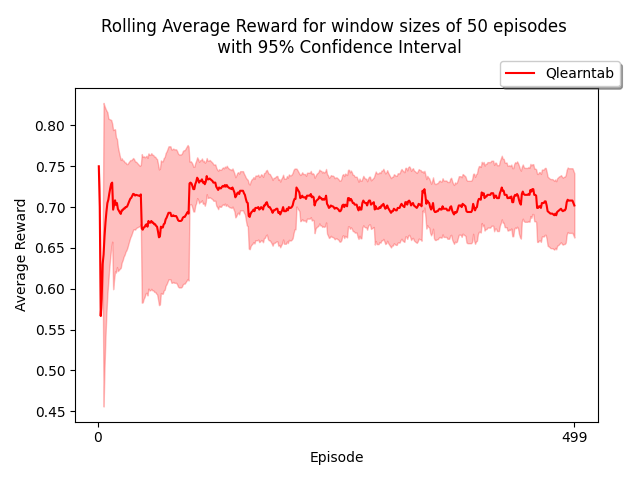 Rolling Average Reward for window sizes of 50 episodes
with 95% Confidence Interval
Qlearntab
Average Reward
0.80
0.75
0.70
0.65
0.60
0.55
0.50
0.45
0
499
Episode